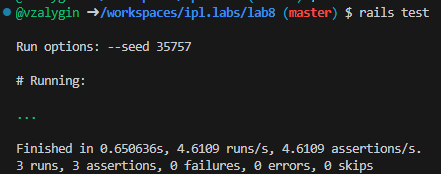 @vzalygin ➜/workspaces/ipl.labs/lab8 (master) $ rails test
Run options: --seed 35757
# Running:
...
Finished in 0.650636s, 4.6109 runs/s, 4.6109 assertions/s.
3 runs, 3 assertions, 0 failures, 0 errors, 0 skips